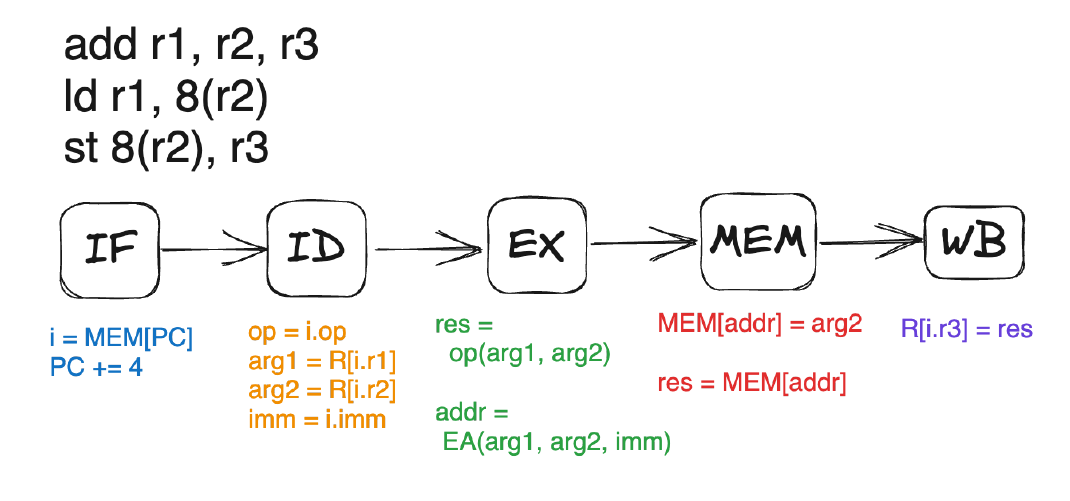 add r1, r2, r3
ld r1, 8(r2)
st 8(r2), r3
IF
ID
EX
MEM
WB
i = MEM[PC]
PC += 4
op = i.op
arg1 = R[i.r1]
arg2 = R[i.r2]
imm = i.imm
res =
op(arg1, arg2)
addr =
EA(arg1, arg2, imm)
MEM[addr] = arg2
res = MEM[addr]
R[i.r3] = res